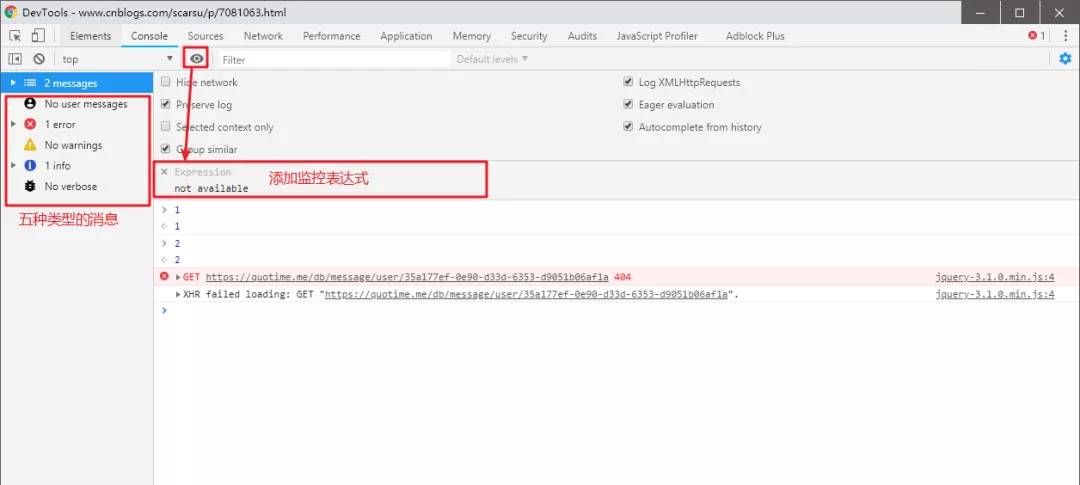 DevTools - www.cnblogs.com/scarsu/p/7081063.html
Elements Console Sources Network Performance Application Memory Security Audits JavaScript Profiler Adblock Plus 1
top Filter Default levels
2 messages
No user messages
1 error
No warnings
1 info
No verbose
五种类型的消息
Hide network Log XMLHttpRequests
Preserve log Eager evaluation
Selected context only Autocomplete from history
Group similar
Expression
添加监控表达式
not available
1
1
2
2
GET https://quotime.me/db/message/user/35a177ef-0e90-d33d-6353-d9051b06af1a 404 jquery-3.1.0.min.js:4
XHR failed loading: GET "https://quotime.me/db/message/user/35a177ef-0e90-d33d-6353-d9051b06af1a". jquery-3.1.0.min.js:4